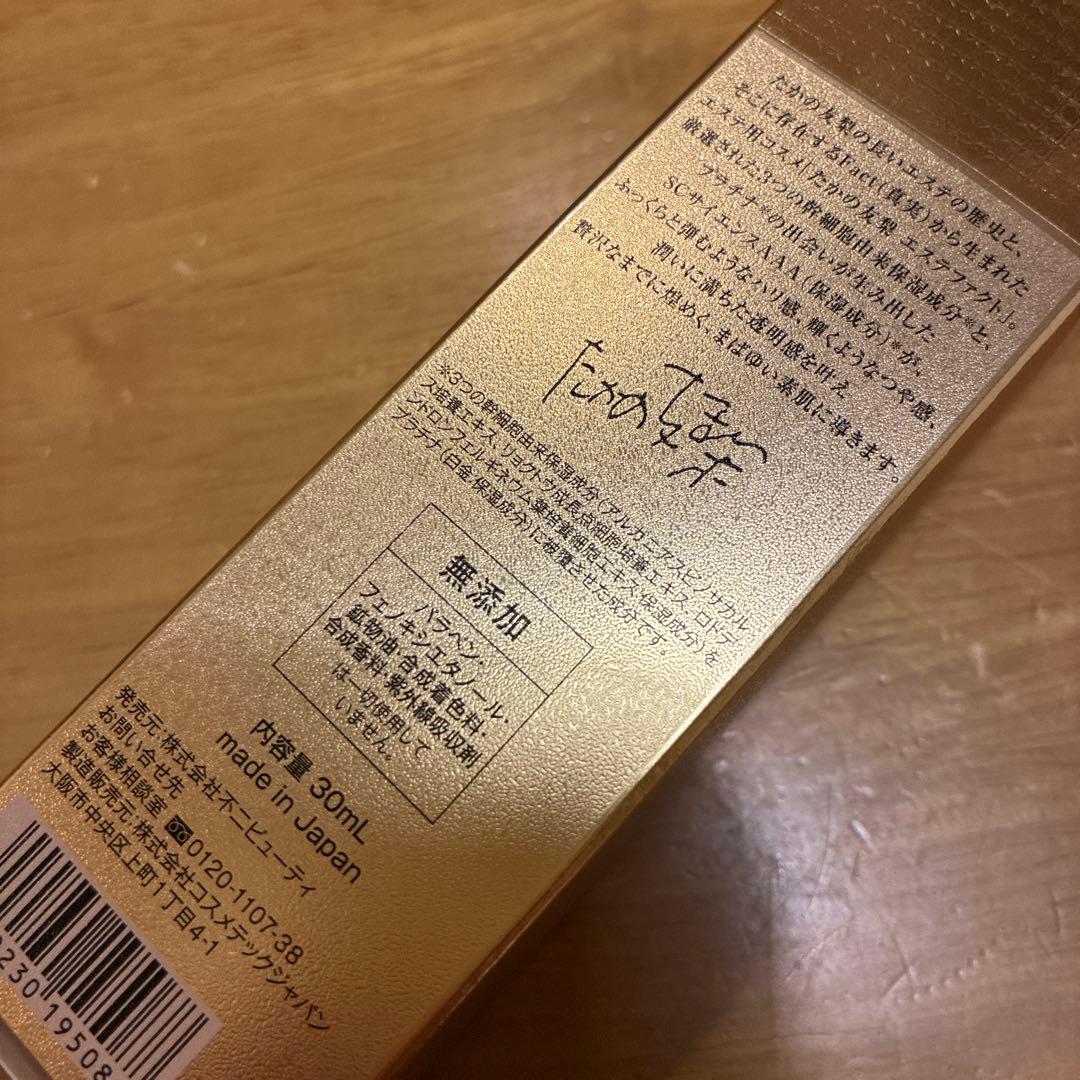 たかの友梨の長いエステの歴史と、
そこに存在するFact(真実)から生まれた
エステ用コスメ「たかの友梨 エステファクト」。
厳選された3つの幹細胞由来保湿成分※と、
プラチナ※の出会いが生み出した
SCサイエンスAAA(保湿成分)※が、
ふっくらと弾むようなハリ感、輝くようなつや感、
潤いに満ちた透明感を叶え
贅沢なまでに煌めく、まばゆい素肌に導きます。
たかの友梨
※3つの幹細胞由来保湿成分(アルガニアスピノサカル
ス培養エキス、リョクトウ成長点細胞培養エキス、ロドデ
ンドロンフェルギネウム葉培養細胞エキス:保湿成分)を
プラチナ(白金:保湿成分)に被覆させた成分です。
無添加
パラベン・
フェノキシエタノール・
鉱物油・合成着色料・
合成香料・紫外線吸収剤
は一切使用して
いません。
内容量 30mL
made in Japan
発売元:株式会社不二ビューティ
お問い合せ先
お客様相談室 0120-1107-38
製造販売元:株式会社コスメテックジャパン
大阪市中央区上町1丁目4-1
230 19508